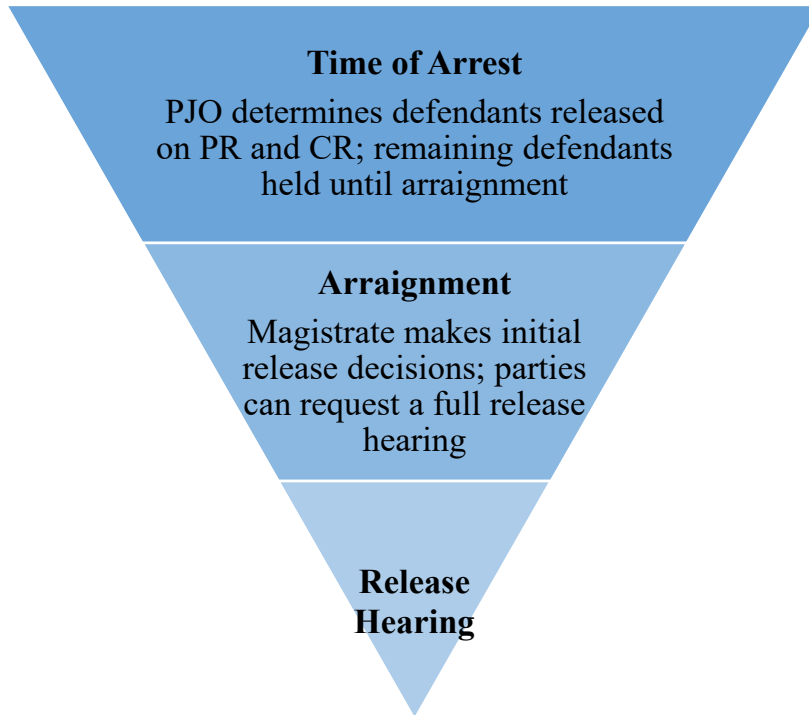 Time of Arrest
PJO determines defendants released
on PR and CR; remaining defendants
held until arraignment
Arraignment
Magistrate makes initial
release decisions; parties
can request a full release
hearing
Release
Hearing